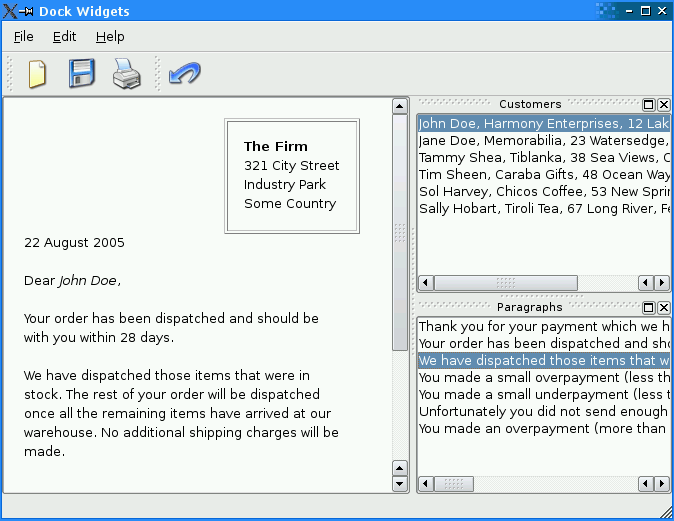 Dock Widgets
File Edit Help
The Firm
321 City Street
Industry Park
Some Country
22 August 2005
Dear John Doe,
Your order has been dispatched and should be
with you within 28 days.
We have dispatched those items that were in
stock. The rest of your order will be dispatched
once all the remaining items have arrived at our
warehouse. No additional shipping charges will be
made.
Customers
John Doe, Harmony Enterprises, 12 Lak
Jane Doe, Memorabilia, 23 Watersedge,
Tammy Shea, Tiblanka, 38 Sea Views, C
Tim Sheen, Caraba Gifts, 48 Ocean Way
Sol Harvey, Chicos Coffee, 53 New Sprin
Sally Hobart, Tiroli Tea, 67 Long River, Fe
Paragraphs
Thank you for your payment which we h
Your order has been dispatched and sho
We have dispatched those items that w
You made a small overpayment (less th
You made a small underpayment (less t
Unfortunately you did not send enough
You made an overpayment (more than